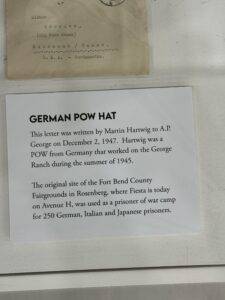 GERMAN POW HAT
This letter was written by Martin Hartwig to A.P.
George on December 2, 1947. Hartwig was a
POW from Germany that worked on the George
Ranch during the summer of 1945.
The original site of the Fort Bend County
Fairgrounds in Rosenberg, where Fiesta is today
on Avenue H, was used as a prisoner of war camp
for 250 German, Italian and Japanese prisoners.